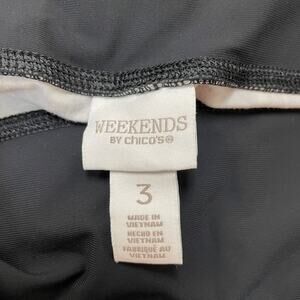 WEEKENDS
BY chico's
3
MADE IN
VIETNAM
HECHO EN
VIETNAM
FABRIQUÉ AU
VIETNAM